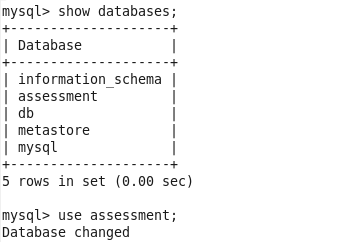 mysql> show databases;
+--------------------+
| Database           |
+--------------------+
| information_schema |
| assessment         |
| db                 |
| metastore          |
| mysql              |
+--------------------+
5 rows in set (0.00 sec)

mysql> use assessment;
Database changed